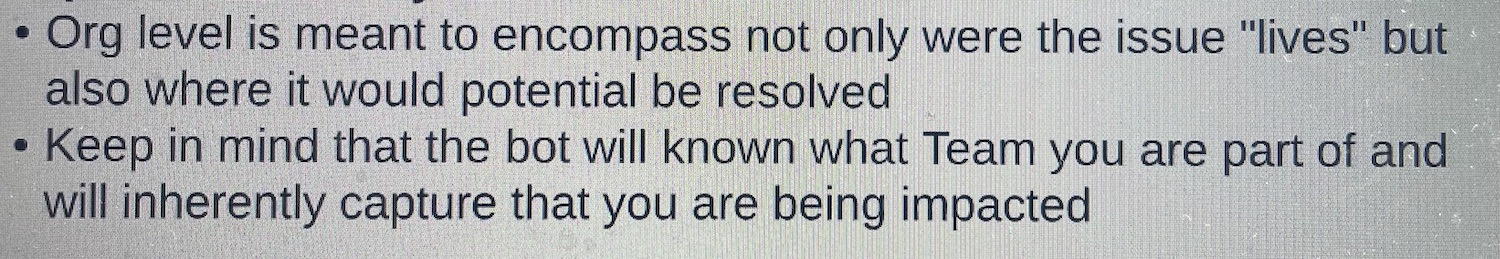 • Org level is meant to encompass not only were the issue "lives" but
also where it would potential be resolved
• Keep in mind that the bot will known what Team you are part of and
will inherently capture that you are being impacted